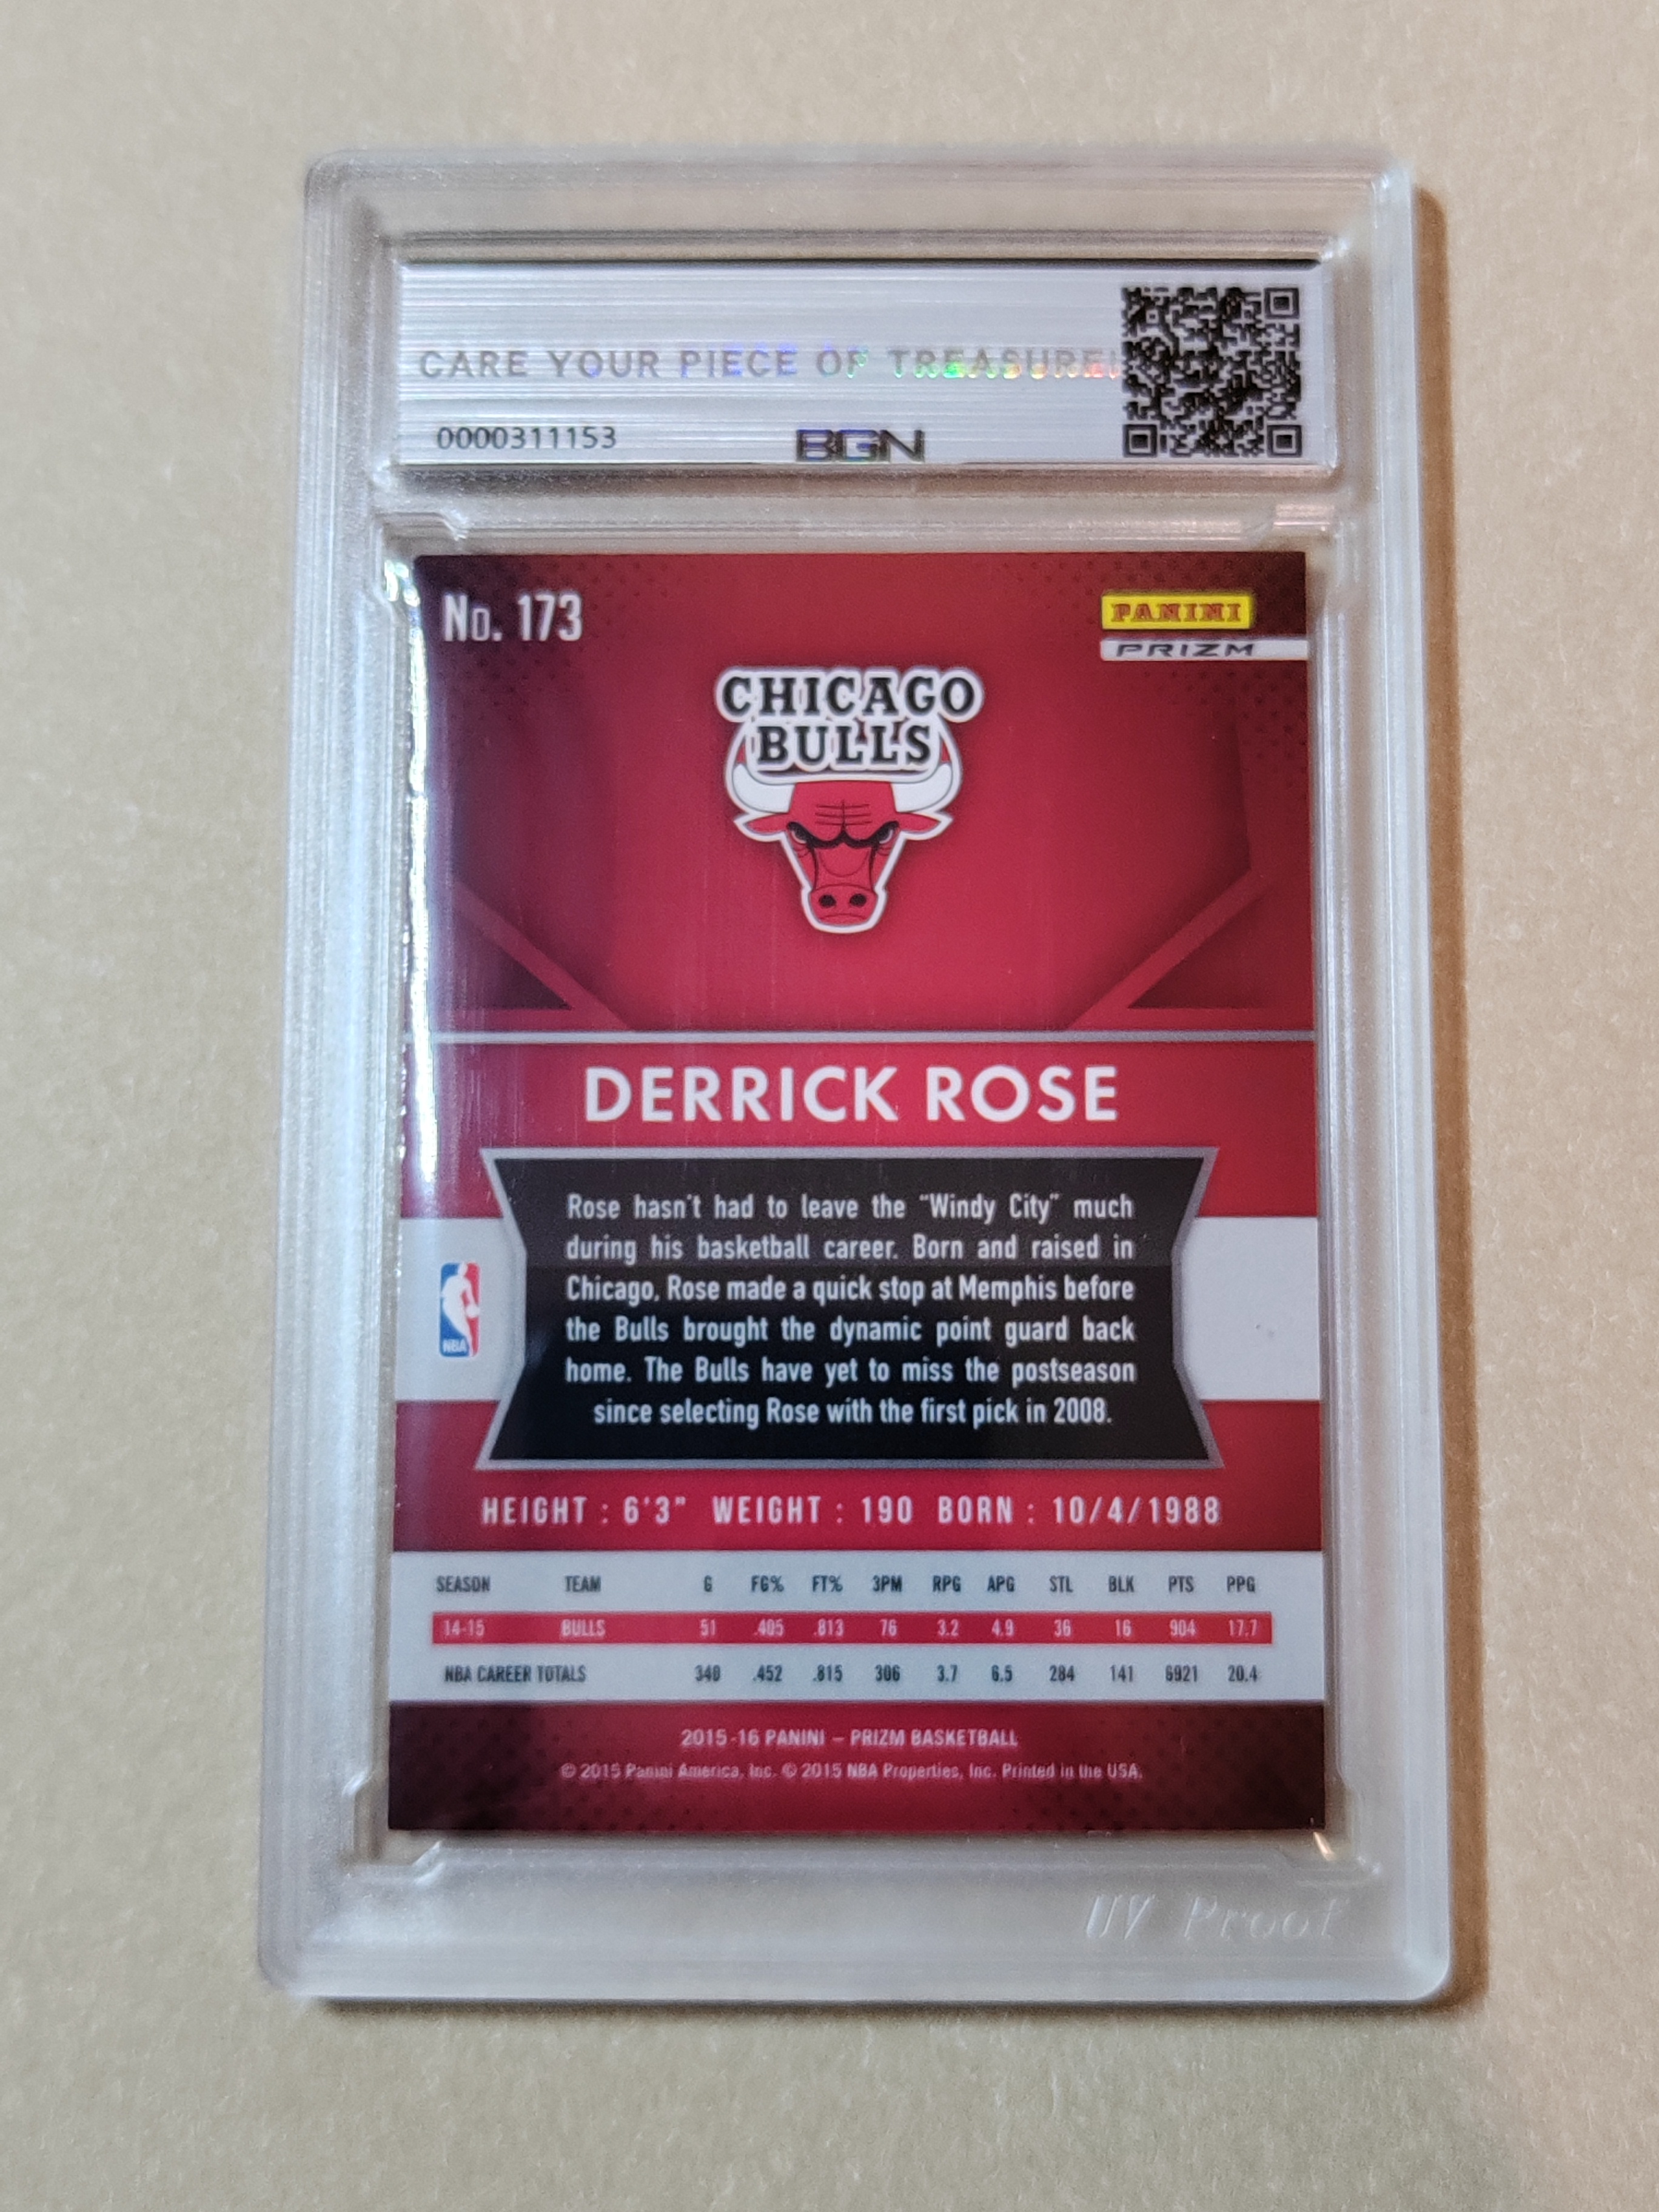 CARE YOUR PIECE OF TREASURE!
0000311153 BGN
No. 173
PANINI
PRIZM
CHICAGO
BULLS
DERRICK ROSE
Rose hasn't had to leave the "Windy City" much
during his basketball career. Born and raised in
Chicago, Rose made a quick stop at Memphis before
the Bulls brought the dynamic point guard back
home. The Bulls have yet to miss the postseason
since selecting Rose with the first pick in 2008.
NBA
HEIGHT : 6'3" WEIGHT : 190 BORN : 10/4/1988
SEASON TEAM G FG% FT% 3PM RPG APG STL BLK PTS PPG
14-15 BULLS 51 .405 .813 76 3.2 4.9 36 16 904 17.7
NBA CAREER TOTALS 340 .452 .815 306 3.7 6.5 284 141 6921 20.4
2015-16 PANINI – PRIZM BASKETBALL
© 2015 Panini America, Inc. © 2015 NBA Properties, Inc. Printed in the USA.
UV Proof